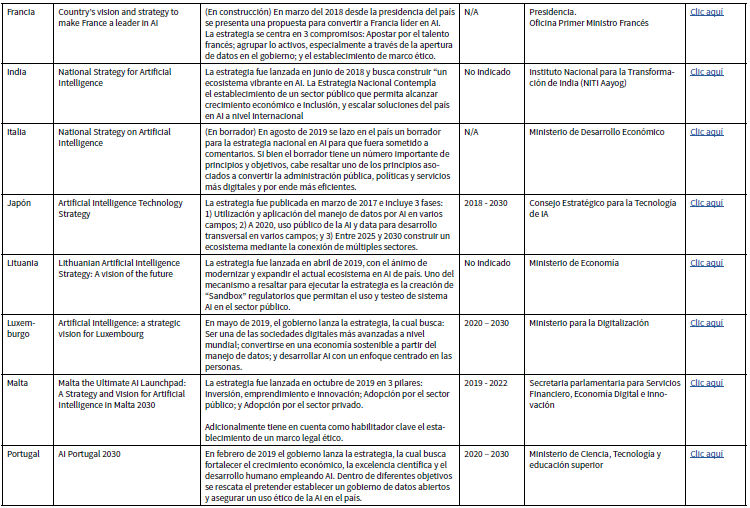 Francia
Country's vision and strategy to
make France a leader in AI
(En construcción) En marzo del 2018 desde la presidencia del país
se presenta una propuesta para convertir a Francia líder en AI.
La estrategia se centra en 3 compromisos: Apostar por el talento
francés; agrupar lo activos, especialmente a través de la apertura
de datos en el gobierno; y el establecimiento de marco ético.
N/A
Presidencia.
Oficina Primer Ministro Francés
Clic aquí
India
National Strategy for Artificial
Intelligence
La estrategia fue lanzada en junio de 2018 y busca construir "un
ecosistema vibrante en AI. La Estrategia Nacional Contempla
el establecimiento de un sector público que permita alcanzar
crecimiento económico e inclusión, y escalar soluciones del país
en AI a nivel internacional
No indicado
Instituto Nacional para la Transforma-
ción de India (NITI Aayog)
Clic aquí
Italia
National Strategy on Artificial
Intelligence
(En borrador) En agosto de 2019 se lazo en el país un borrador
para la estrategia nacional en AI para que fuera sometido a
comentarios. Si bien el borrador tiene un número importante de
principios y objetivos, cabe resaltar uno de los principios aso-
ciados a convertir la administración pública, políticas y servicios
más digitales y por ende más eficientes.
N/A
Ministerio de Desarrollo Económico
Clic aquí
Japón
Artificial Intelligence Technology
Strategy
La estrategia fue publicada en marzo de 2017 e incluye 3 fases:
1) Utilización y aplicación del manejo de datos por AI en varios
campos; 2) A 2020, uso público de la AI y data para desarrollo
transversal en varios campos; y 3) Entre 2025 y 2030 construir un
ecosistema mediante la conexión de múltiples sectores.
2018 - 2030
Consejo Estratégico para la Tecnología
de IA
Clic aquí
Lituania
Lithuanian Artificial Intelligence
Strategy: A vision of the future
La estrategia fue lanzada en abril de 2019, con el ánimo de
modernizar y expandir el actual ecosistema en AI de país. Uno del
mecanismo a resaltar para ejecutar la estrategia es la creación de
"Sandbox" regulatorios que permitan el uso y testeo de sistema
AI en el sector público.
No indicado
Ministerio de Economía
Clic aquí
Luxem-
burgo
Artificial Intelligence: a strategic
vision for Luxembourg
En mayo de 2019, el gobierno lanza la estrategia, la cual busca:
Ser una de las sociedades digitales más avanzadas a nivel
mundial; convertirse en una economía sostenible a partir del
manejo de datos; y desarrollar AI con un enfoque centrado en las
personas.
2020 – 2030
Ministerio para la Digitalización
Clic aquí
Malta
Malta the Ultimate AI Launchpad:
A Strategy and Vision for Artificial
Intelligence in Malta 2030
La estrategia fue lanzada en octubre de 2019 en 3 pilares:
Inversión, emprendimiento e innovación; Adopción por el sector
público; y Adopción por el sector privado.
Adicionalmente tiene en cuenta como habilitador clave el esta-
blecimiento de un marco legal ético.
2019 - 2022
Secretaria parlamentaria para Servicios
Financiero, Economía Digital e Inno-
vación
Clic aquí
Portugal
AI Portugal 2030
En febrero de 2019 el gobierno lanza la estrategia, la cual busca
fortalecer el crecimiento económico, la excelencia científica y el
desarrollo humano empleando AI. Dentro de diferentes objetivos
se rescata el pretender establecer un gobierno de datos abiertos
y asegurar un uso ético de la AI en el país.
2020 – 2030
Ministerio de Ciencia, Tecnología y
educación superior
Clic aquí